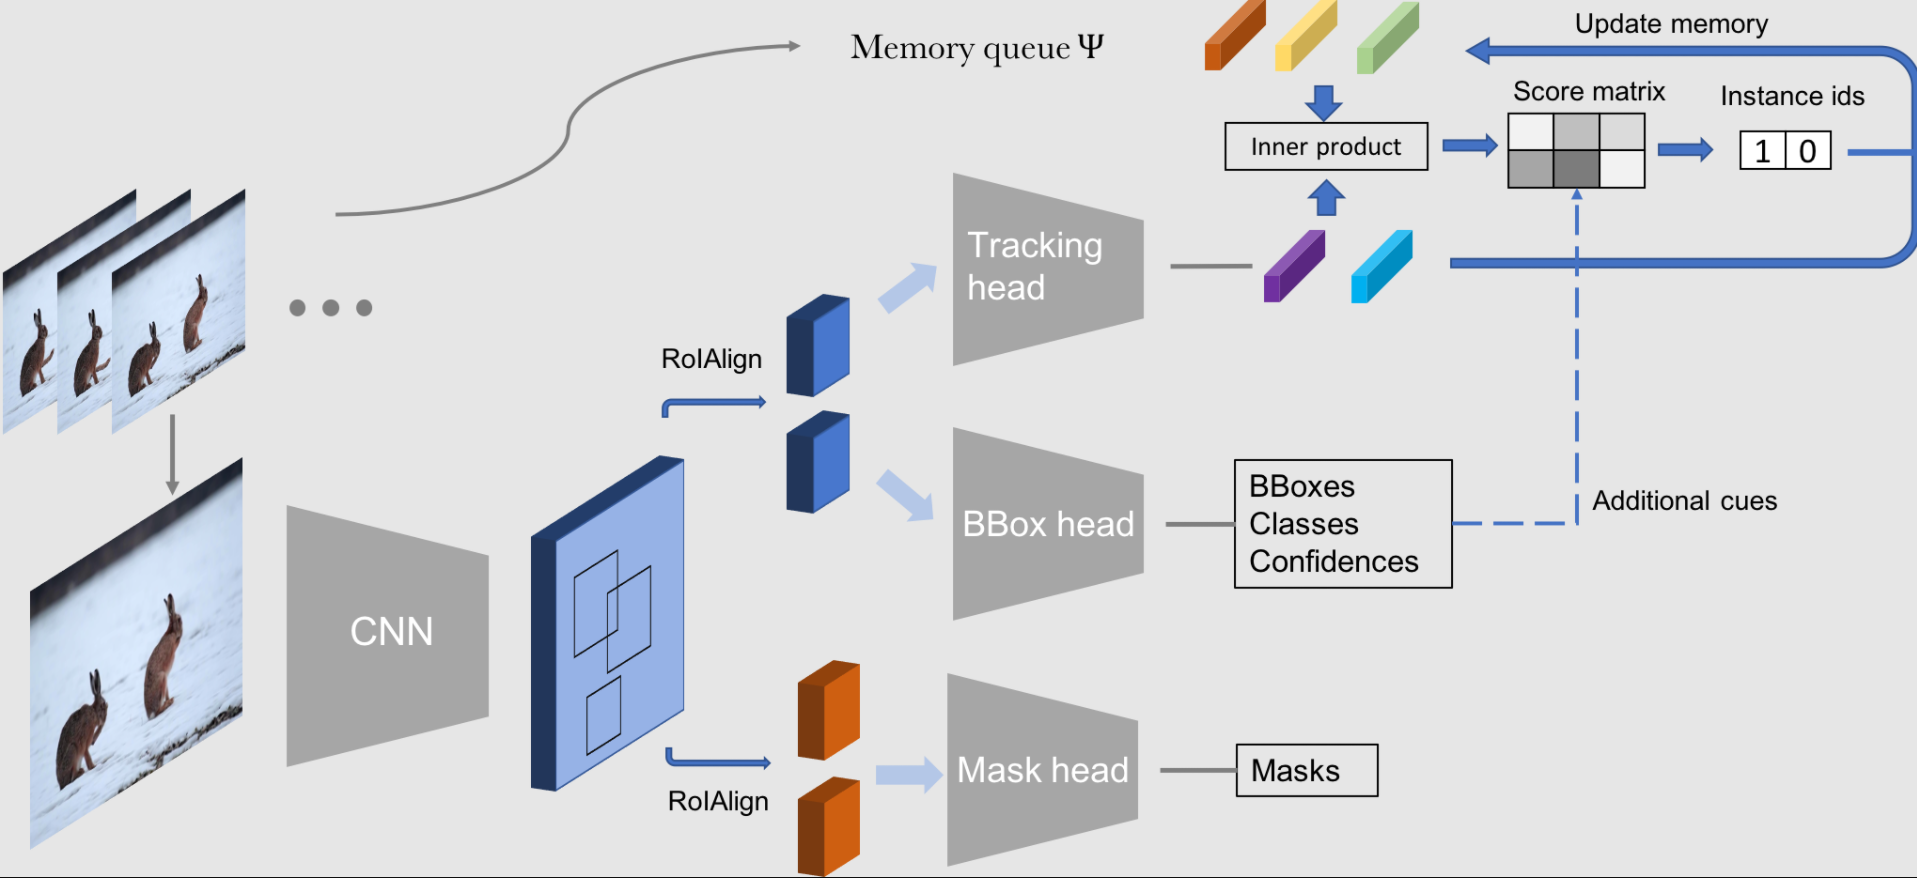 Memory queue Ψ
Update memory
Score matrix
Instance ids
Inner product
1 0
Tracking
head
RoIAlign
BBox head
BBoxes
Classes
Confidences
Additional cues
CNN
RoIAlign
Mask head
Masks